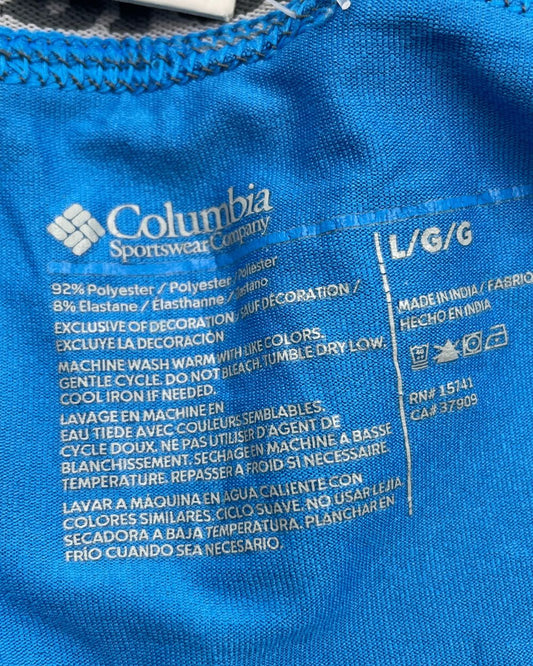 Columbia
Sportswear Company
92% Polyester / Polyester / Poliester
8% Elastane / Élasthanne / Elastano
EXCLUSIVE OF DECORATION / SAUF DÉCORATION /
EXCLUYE LA DECORACIÓN
MACHINE WASH WARM WITH LIKE COLORS.
GENTLE CYCLE. DO NOT BLEACH. TUMBLE DRY LOW.
COOL IRON IF NEEDED.
LAVAGE EN MACHINE EN
EAU TIEDE AVEC COULEURS SEMBLABLES.
CYCLE DOUX. NE PAS UTILISER D'AGENT DE
BLANCHISSEMENT. SECHAGE EN MACHINE A BASSE
TEMPERATURE. REPASSER A FROID SI NECESSAIRE.
LAVAR A MÁQUINA EN AGUA CALIENTE CON
COLORES SIMILARES. CICLO SUAVE. NO USAR LEJIA.
SECADORA A BAJA TEMPERATURA. PLANCHAR EN
FRÍO CUANDO SEA NECESARIO.
L/G/G
MADE IN INDIA / FABRIQ
HECHO EN INDIA
RN# 15741
CA# 37909